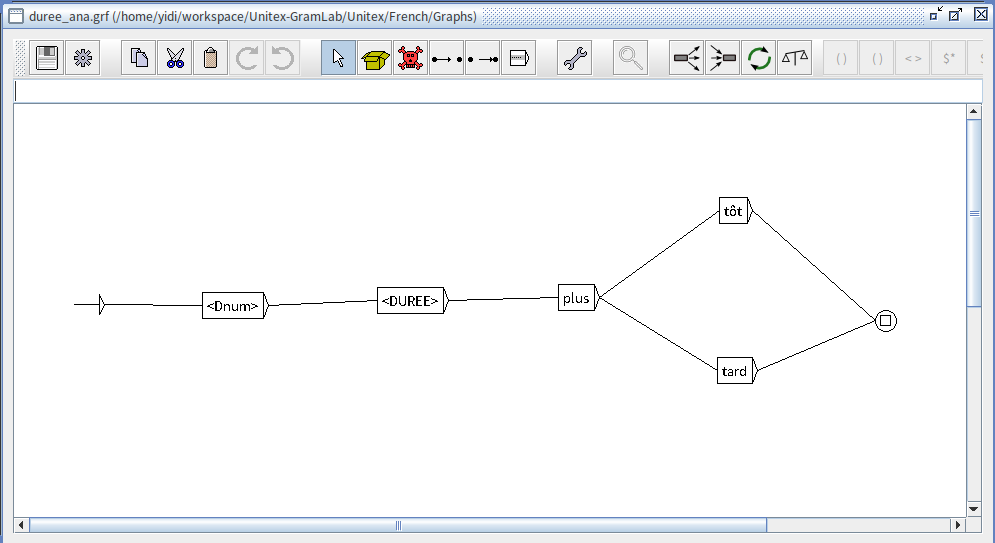 duree_ana.grf (/home/yidi/workspace/Unitex-GramLab/Unitex/French/Graphs)
() () <> $*
tôt
<Dnum> <DUREE> plus
tard